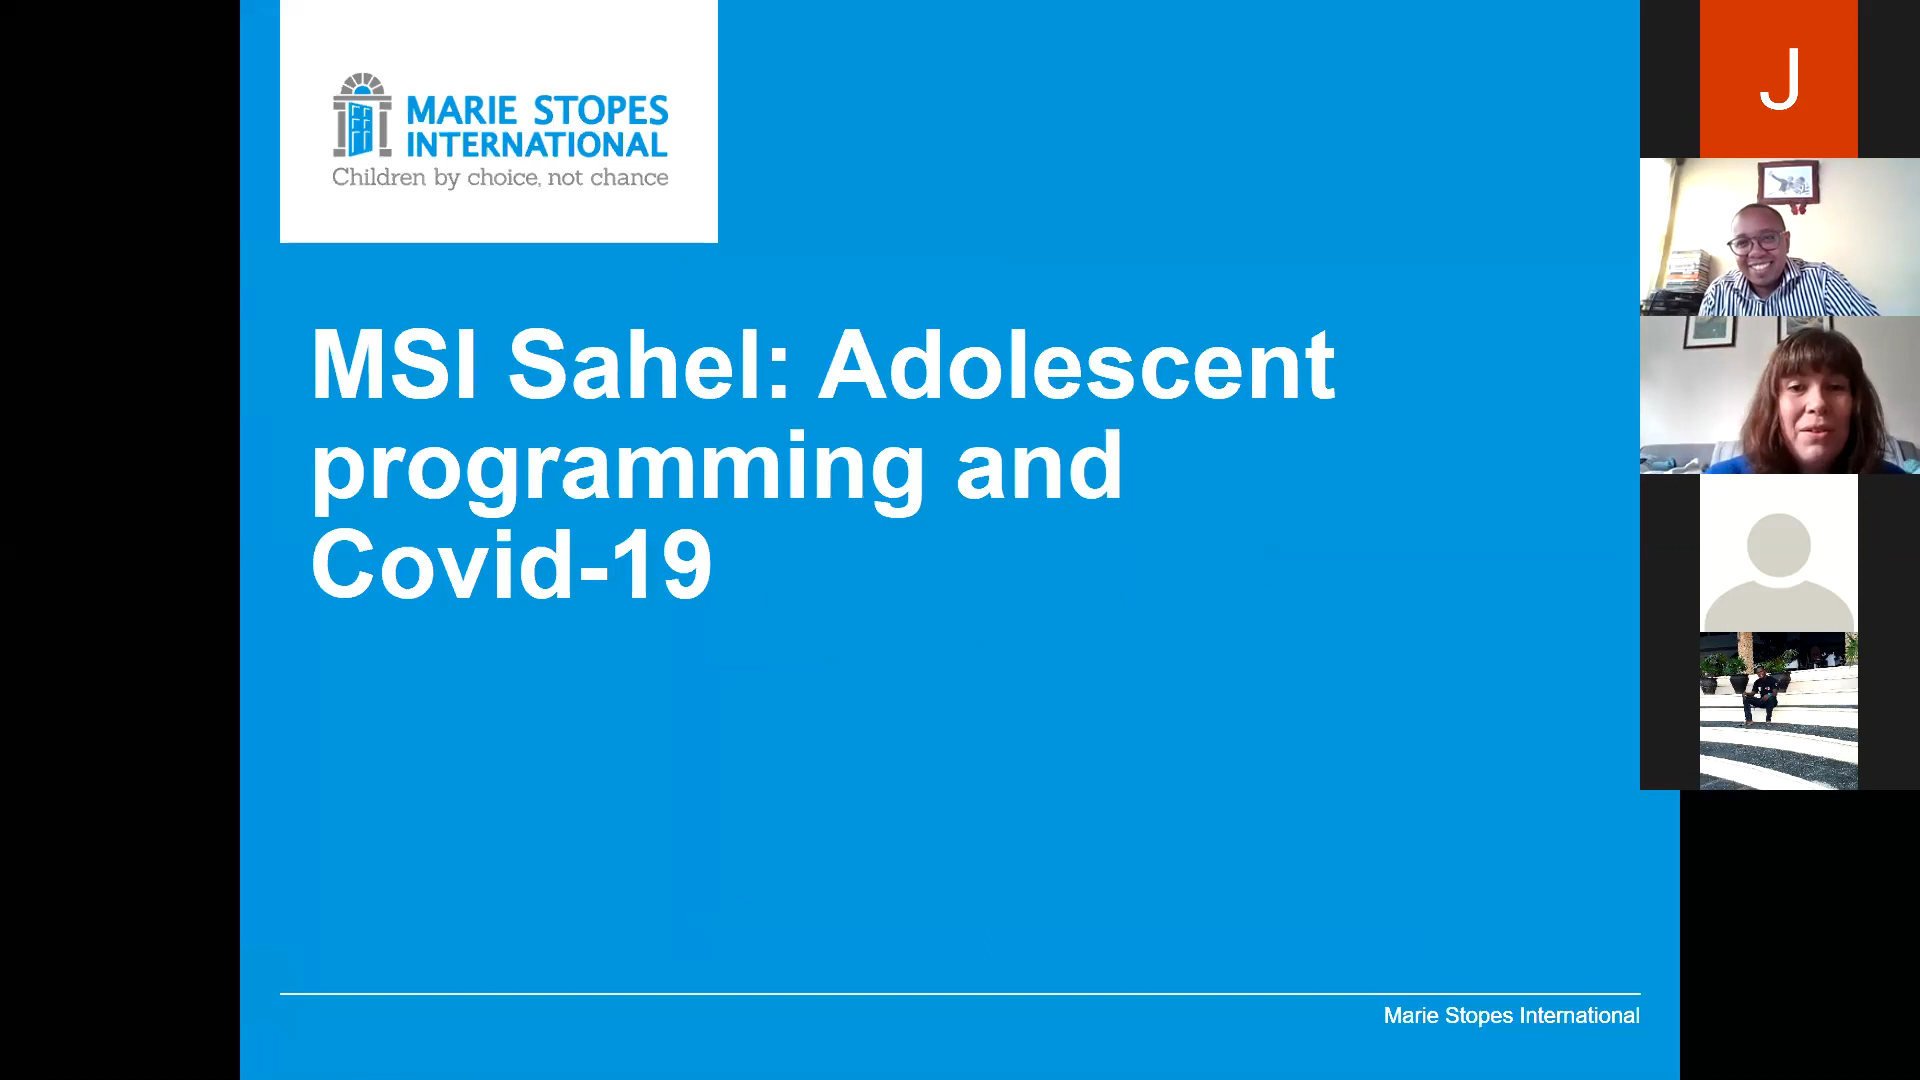 MARIE STOPES
INTERNATIONAL
Children by choice, not chance
MSI Sahel: Adolescent
programming and
Covid-19
Marie Stopes International
J